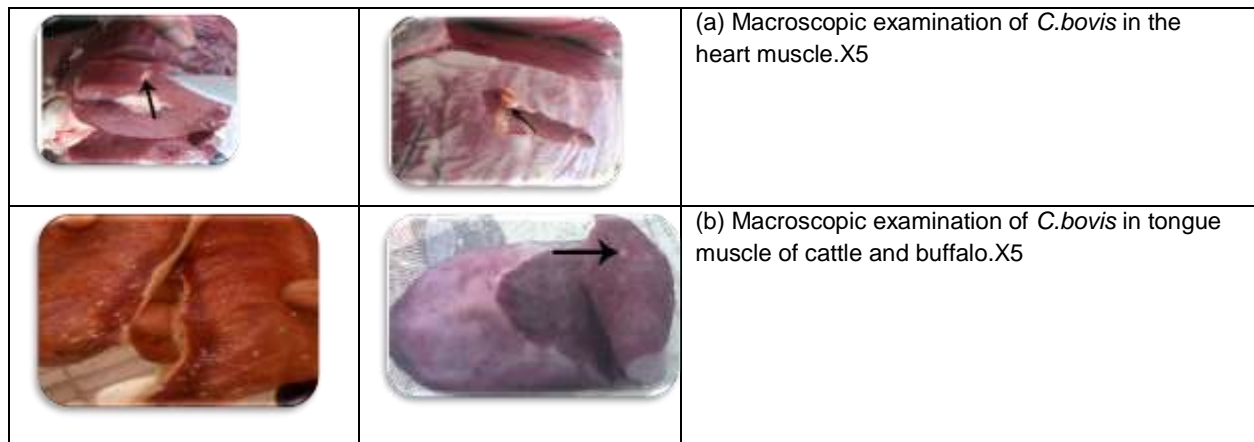 (a) Macroscopic examination of C.bovis in the
heart muscle.X5
(b) Macroscopic examination of C.bovis in tongue
muscle of cattle and buffalo.X5